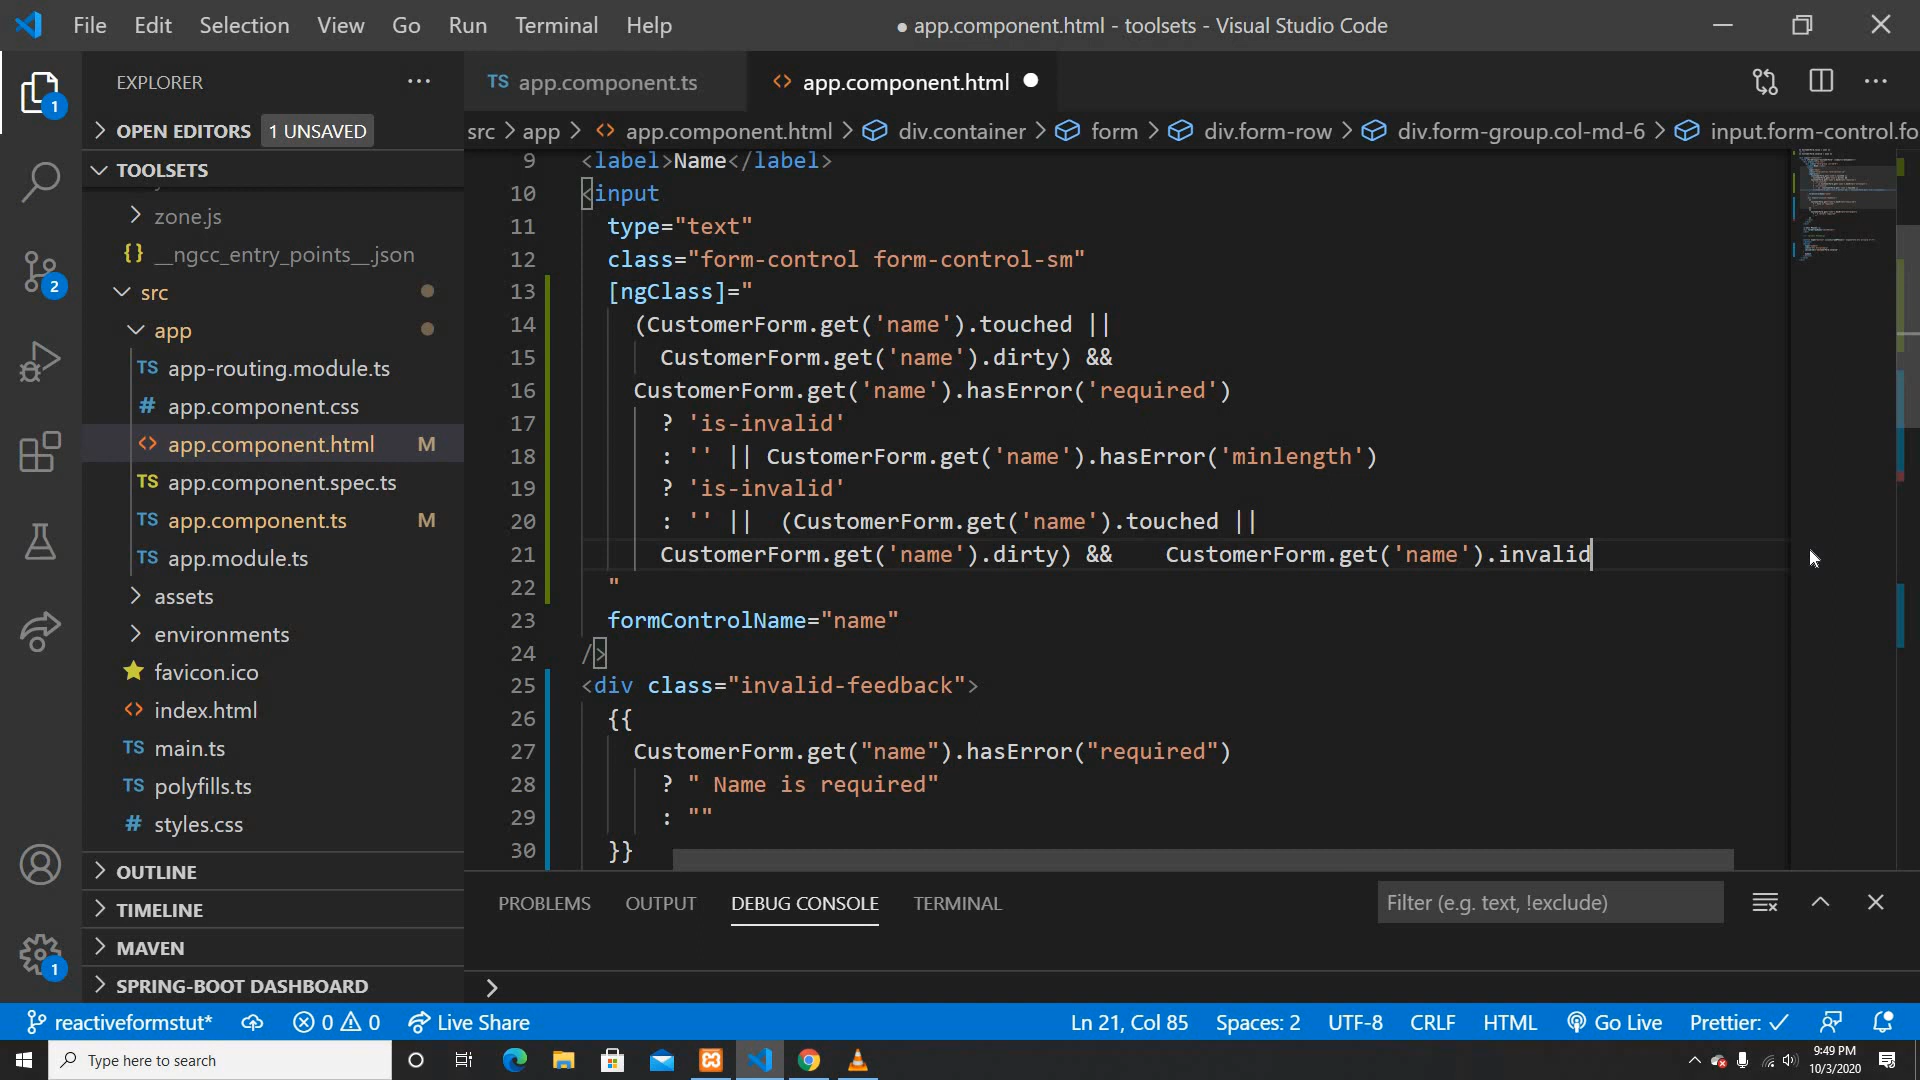 File Edit Selection View Go Run Terminal Help ● app.component.html - toolsets - Visual Studio Code
EXPLORER
OPEN EDITORS 1 UNSAVED
TOOLSETS
zone.js
{} __ngcc_entry_points__.json
src
app
TS app-routing.module.ts
# app.component.css
<> app.component.html M
TS app.component.spec.ts
TS app.component.ts M
TS app.module.ts
assets
environments
favicon.ico
<> index.html
TS main.ts
TS polyfills.ts
# styles.css
OUTLINE
TIMELINE
MAVEN
SPRING-BOOT DASHBOARD
1
2
1
TS app.component.ts <> app.component.html
src > app > <> app.component.html > div.container > form > div.form-row > div.form-group.col-md-6 > input.form-control.fo
9 <label>Name</label>
10 <input
11 type="text"
12 class="form-control form-control-sm"
13 [ngClass]="
14 (CustomerForm.get('name').touched ||
15 CustomerForm.get('name').dirty) &&
16 CustomerForm.get('name').hasError('required')
17 ? 'is-invalid'
18 : '' || CustomerForm.get('name').hasError('minlength')
19 ? 'is-invalid'
20 : '' || (CustomerForm.get('name').touched ||
21 CustomerForm.get('name').dirty) && CustomerForm.get('name').invalid
22 "
23 formControlName="name"
24 />
25 <div class="invalid-feedback">
26 {{
27 CustomerForm.get("name").hasError("required")
28 ? " Name is required"
29 : ""
30 }}
PROBLEMS OUTPUT DEBUG CONSOLE TERMINAL Filter (e.g. text, !exclude)
reactiveformstut* 0 0 Live Share Ln 21, Col 85 Spaces: 2 UTF-8 CRLF HTML Go Live Prettier: ✓
Type here to search
9:49 PM
10/3/2020